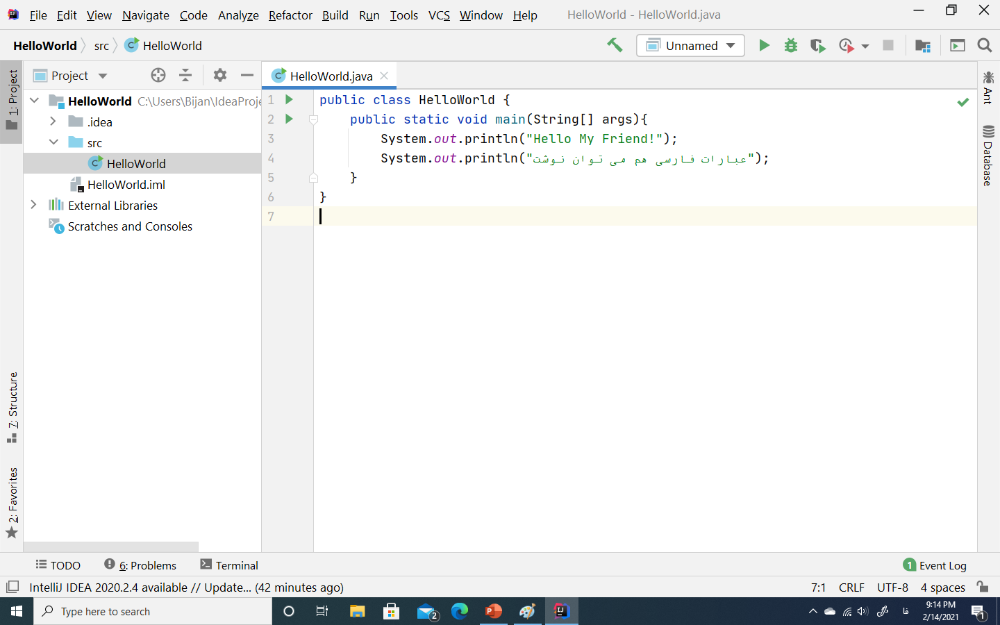 File Edit View Navigate Code Analyze Refactor Build Run Tools VCS Window Help HelloWorld - HelloWorld.java
HelloWorld src HelloWorld Unnamed
Project HelloWorld.java
1: Project
HelloWorld C:\Users\Bijan\IdeaProje
.idea
src
HelloWorld
HelloWorld.iml
External Libraries
Scratches and Consoles
1 public class HelloWorld {
2 public static void main(String[] args){
3 System.out.println("Hello My Friend!");
4 System.out.println("عبارات فارسی هم می توان نوشت");
5 }
6 }
7
Ant
Database
7: Structure
2: Favorites
TODO 6: Problems Terminal 1 Event Log
IntelliJ IDEA 2020.2.4 available // Update... (42 minutes ago) 7:1 CRLF UTF-8 4 spaces
Type here to search 2 فا 9:14 PM
2/14/2021 1